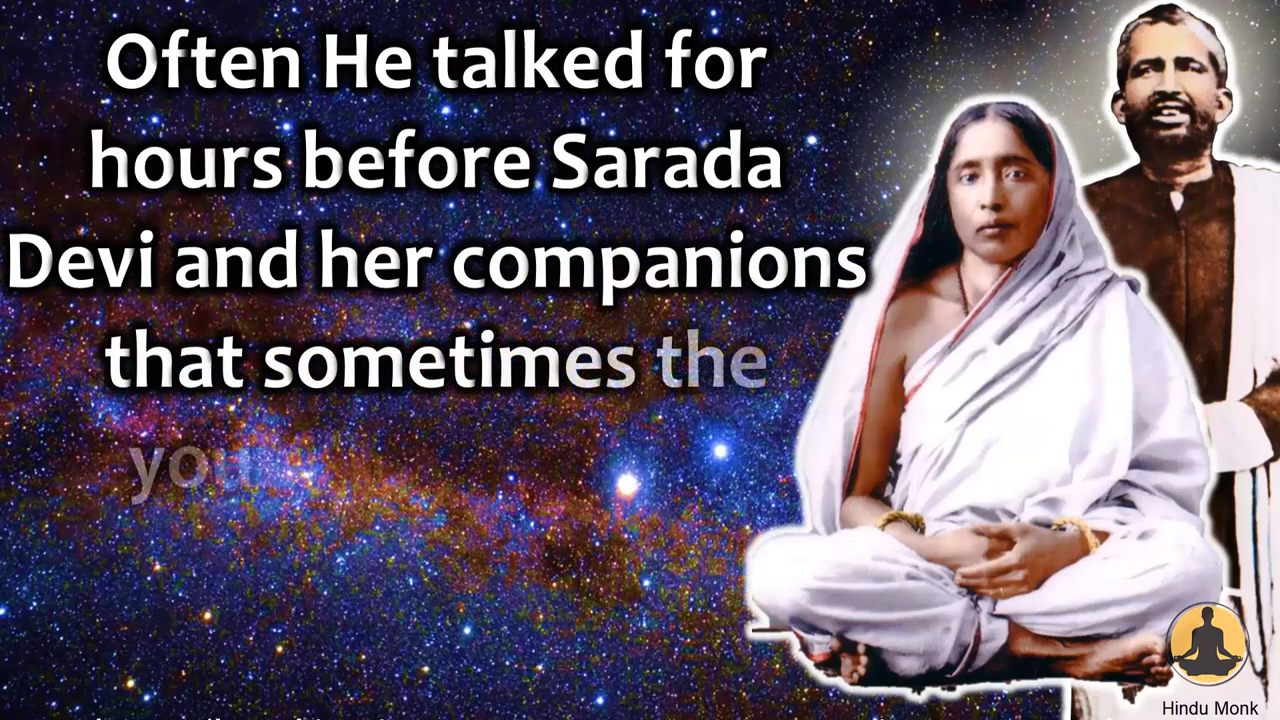 Often He talked for
hours before Sarada
Devi and her companions
that sometimes the
Hindu Monk